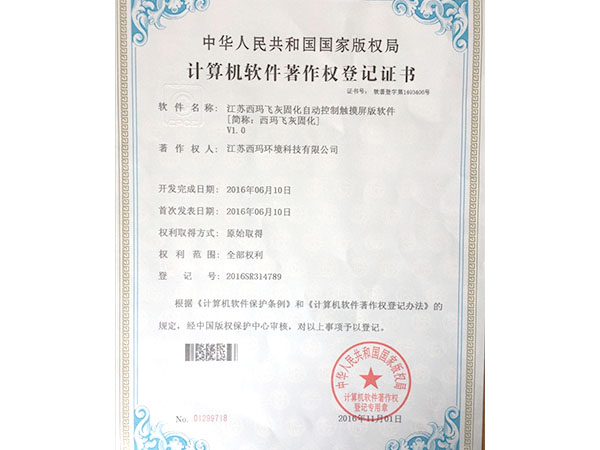 中华人民共和国国家版权局
计算机软件著作权登记证书
证书号： 软著登字第1493406号
软件名称： 江苏西玛飞灰固化自动控制触摸屏版软件
[简称：西玛飞灰固化]
V1.0
著作权人： 江苏西玛环境科技有限公司
开发完成日期： 2016年06月10日
首次发表日期： 2016年06月10日
权利取得方式： 原始取得
权利范围： 全部权利
登记号： 2016SR314789
根据《计算机软件保护条例》和《计算机软件著作权登记办法》的
规定，经中国版权保护中心审核，对以上事项予以登记。
中华人民共和国国家版权局
计算机软件著作权
登记专用章
No. 01299718
2016年11月01日